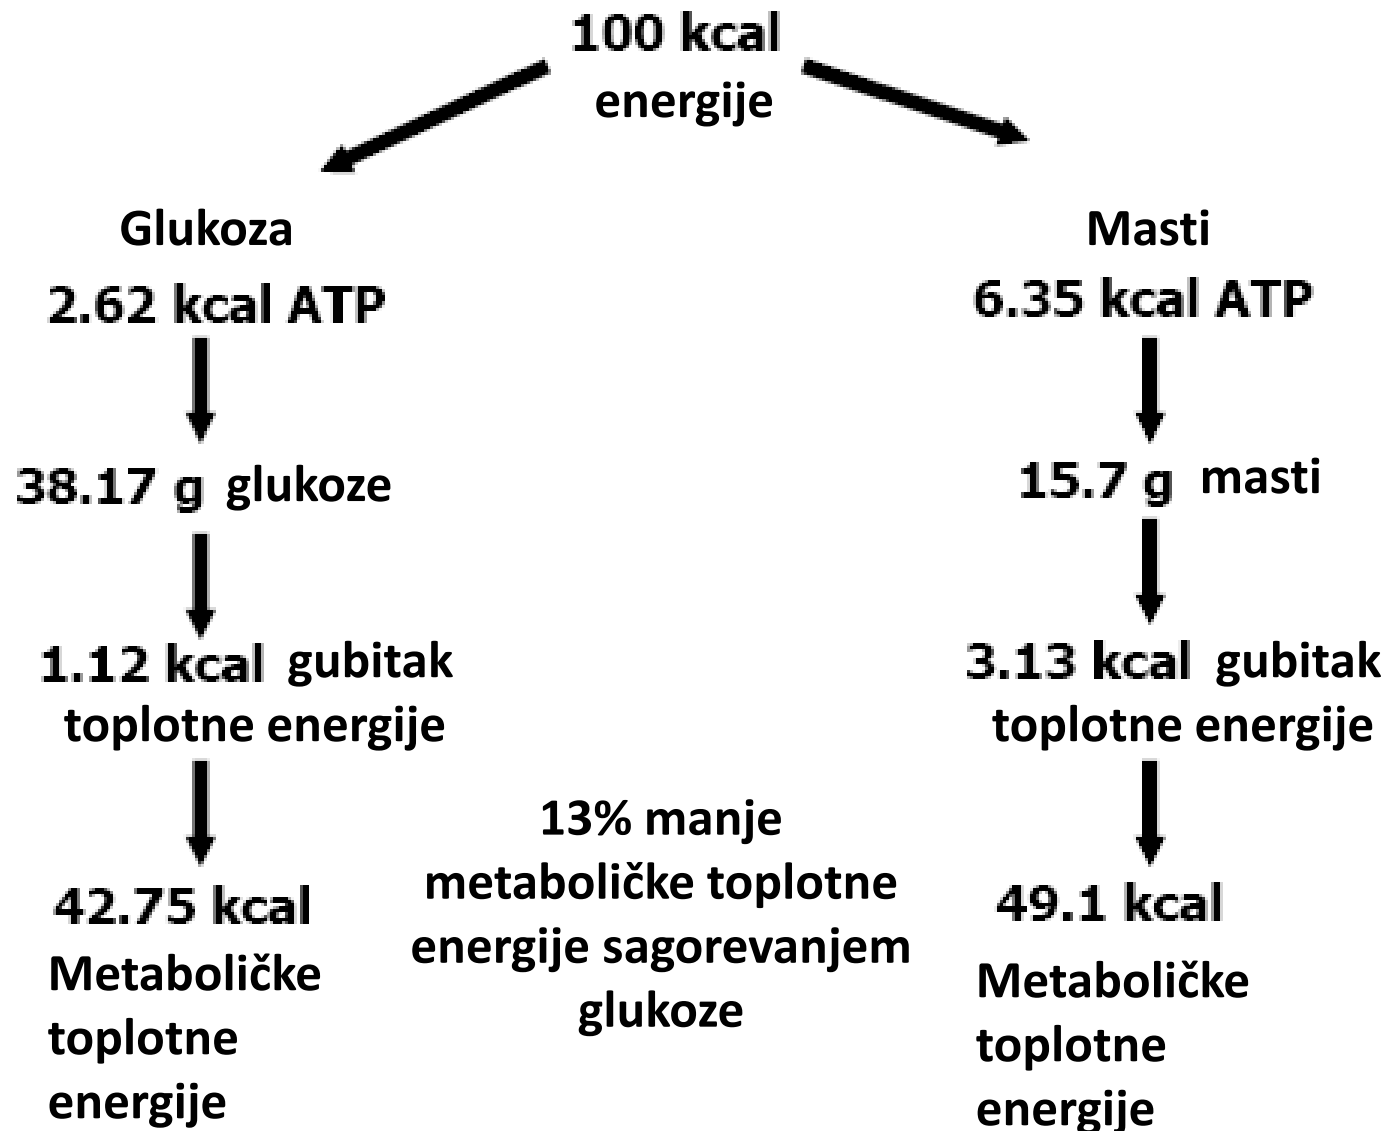 100 kcal
energije
Glukoza
2.62 kcal ATP
38.17 g glukoze
1.12 kcal gubitak
toplotne energije
42.75 kcal
Metaboličke
toplotne
energije
13% manje
metaboličke toplotne
energije sagorevanjem
glukoze
Masti
6.35 kcal ATP
15.7 g masti
3.13 kcal gubitak
toplotne energije
49.1 kcal
Metaboličke
toplotne
energije